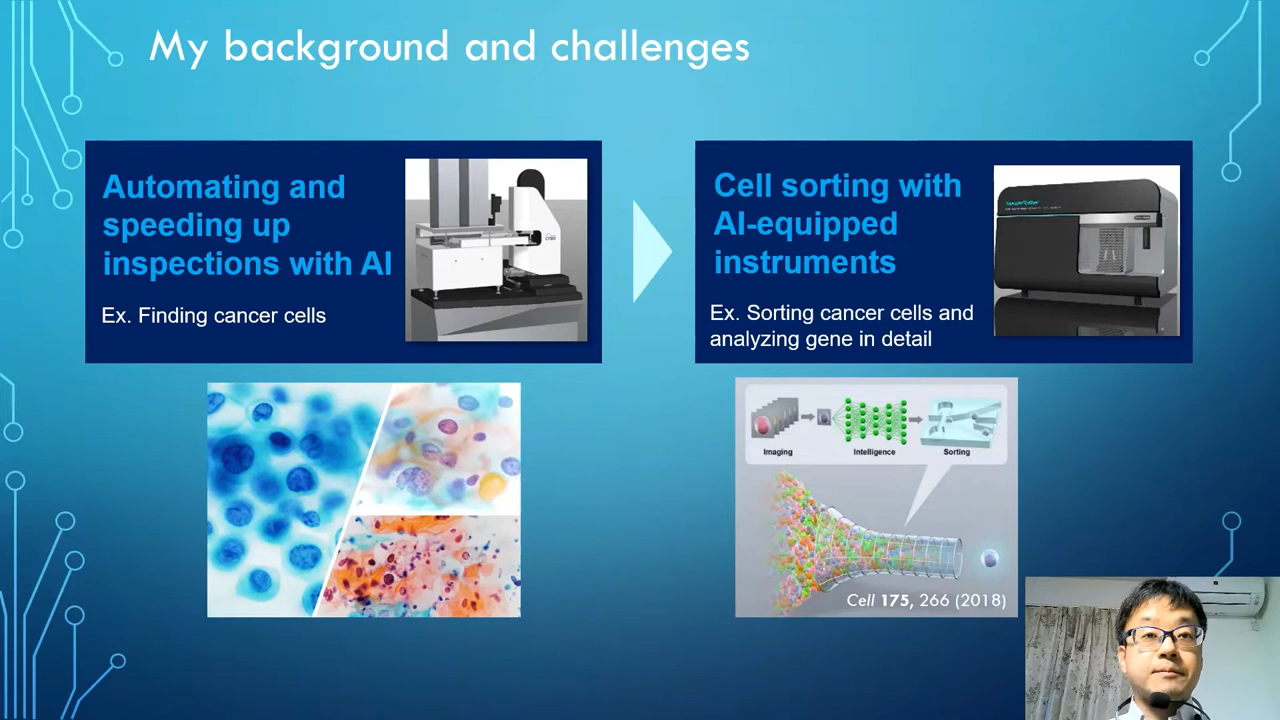 My background and challenges
Automating and
speeding up
inspections with AI
Ex. Finding cancer cells
Cell sorting with
AI-equipped
instruments
Ex. Sorting cancer cells and
analyzing gene in detail
Imaging
Intelligence
Sorting
Cell 175, 266 (2018)